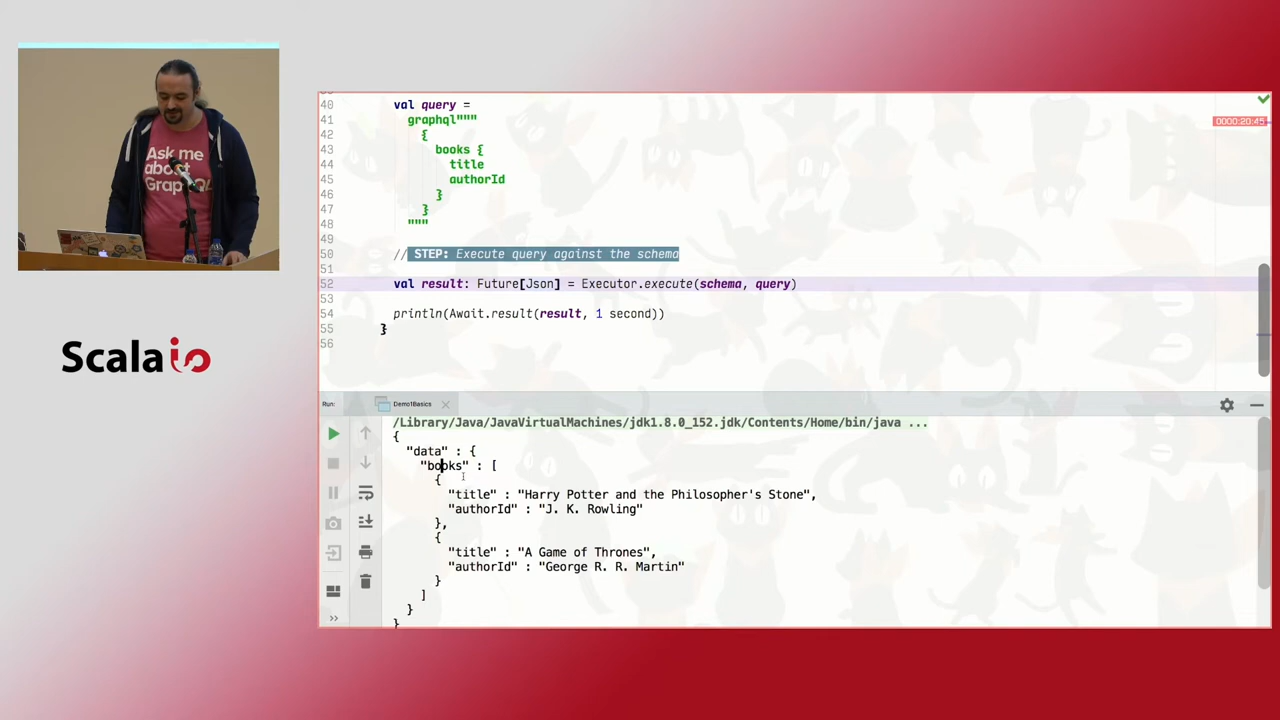 Ask me
about
GraphQL
Scala io
40 val query =
41 graphql"""
42 {
43 books {
44 title
45 authorId
46 }
47 }
48 """
49
50 // STEP: Execute query against the schema
51
52 val result: Future[Json] = Executor.execute(schema, query)
53
54 println(Await.result(result, 1 second))
55 }
56
0000:20:45
Run: Demo1Basics
/Library/Java/JavaVirtualMachines/jdk1.8.0_152.jdk/Contents/Home/bin/java ...
{
"data" : {
"books" : [
{
"title" : "Harry Potter and the Philosopher's Stone",
"authorId" : "J. K. Rowling"
},
{
"title" : "A Game of Thrones",
"authorId" : "George R. R. Martin"
}
]
}
}